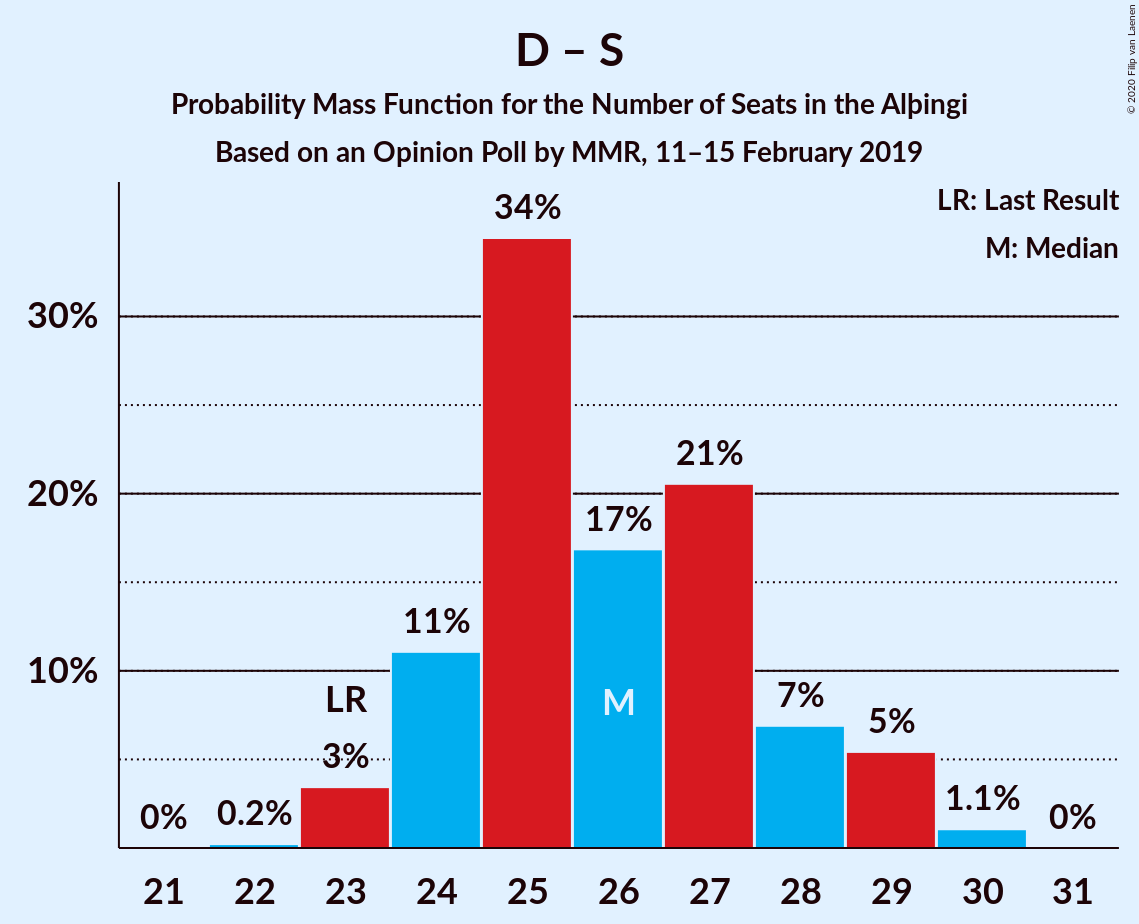 D – S
Probability Mass Function for the Number of Seats in the Alþingi
Based on an Opinion Poll by MMR, 11–15 February 2019
© 2020 Filip van Laenen
LR: Last Result
M: Median
34%
30%
21%
20%
17%
11%
10%
LR
M
7%
5%
3%
1.1%
0%
0.2%
0%
21 22 23 24 25 26 27 28 29 30 31